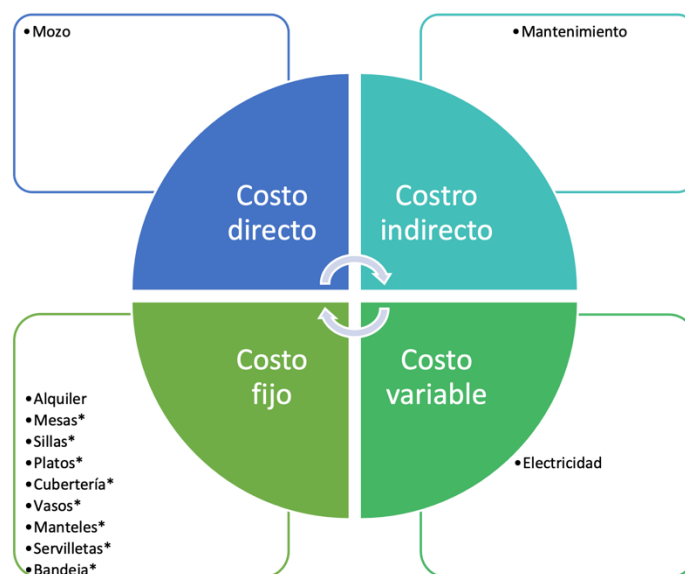 •Mozo
•Mantenimiento
Costo
directo
Costro
indirecto
Costo
fijo
Costo
variable
•Alquiler
•Mesas*
•Sillas*
•Platos*
•Cubertería*
•Vasos*
•Manteles*
•Servilletas*
•Bandeja*
•Electricidad